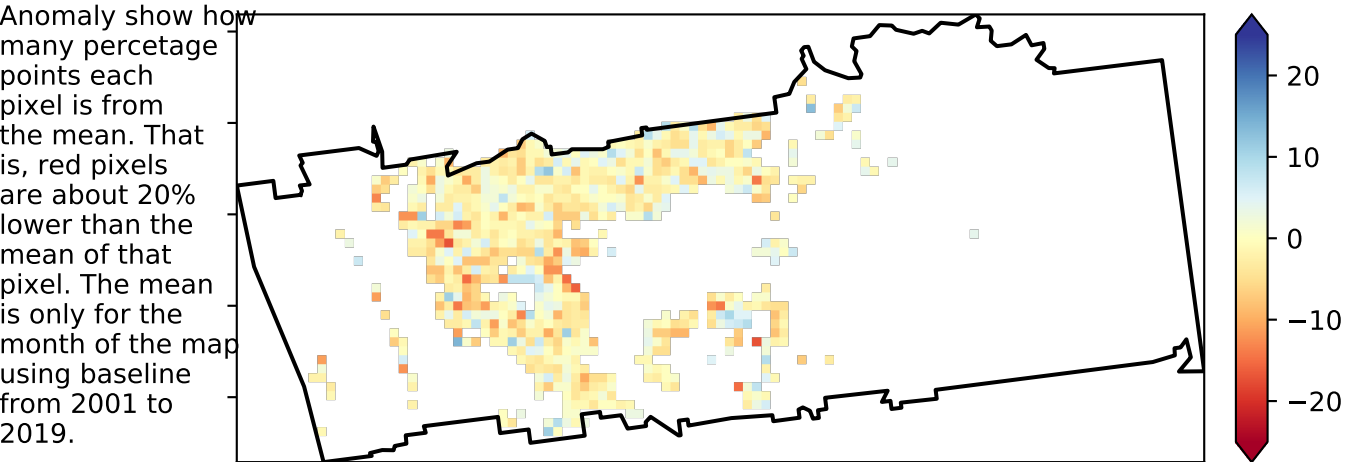 Anomaly show how
many percetage
points each
pixel is from
the mean. That
is, red pixels
are about 20%
lower than the
mean of that
pixel. The mean
is only for the
month of the map
using baseline
from 2001 to
2019.
20
10
0
−10
−20